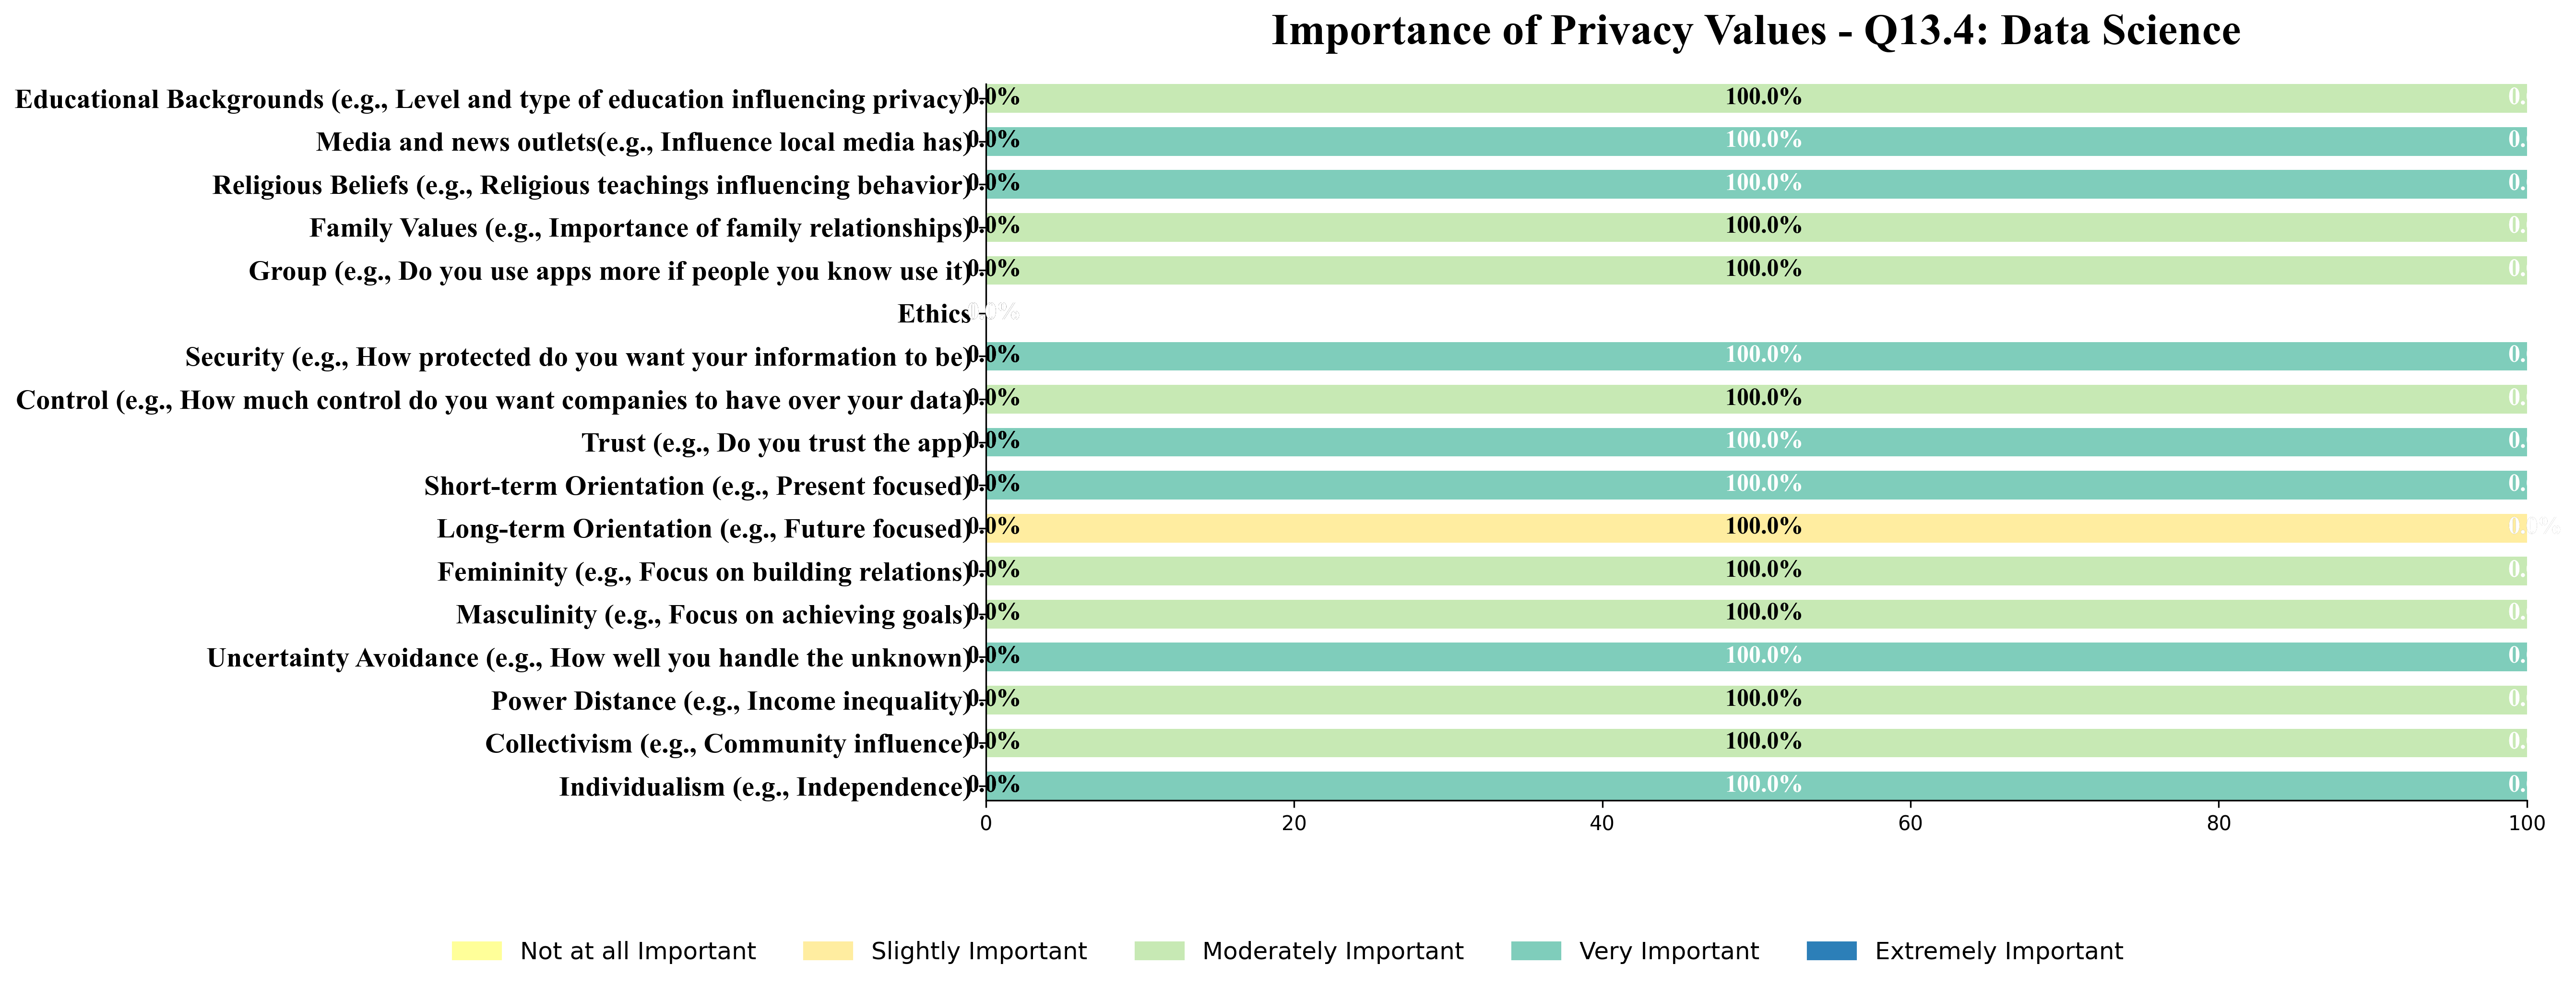 Importance of Privacy Values - Q13.4: Data Science
Educational Backgrounds (e.g., Level and type of education influencing privacy) 0.0% 100.0% 0.
Media and news outlets(e.g., Influence local media has) 0.0% 100.0% 0.
Religious Beliefs (e.g., Religious teachings influencing behavior) 0.0% 100.0% 0.
Family Values (e.g., Importance of family relationships) 0.0% 100.0% 0.
Group (e.g., Do you use apps more if people you know use it) 0.0% 100.0% 0.
Ethics 0.0%
Security (e.g., How protected do you want your information to be) 0.0% 100.0% 0.
Control (e.g., How much control do you want companies to have over your data) 0.0% 100.0% 0.
Trust (e.g., Do you trust the app) 0.0% 100.0% 0.
Short-term Orientation (e.g., Present focused) 0.0% 100.0% 0.
Long-term Orientation (e.g., Future focused) 0.0% 100.0% 0.0%
Femininity (e.g., Focus on building relations) 0.0% 100.0% 0.
Masculinity (e.g., Focus on achieving goals) 0.0% 100.0% 0.
Uncertainty Avoidance (e.g., How well you handle the unknown) 0.0% 100.0% 0.
Power Distance (e.g., Income inequality) 0.0% 100.0% 0.
Collectivism (e.g., Community influence) 0.0% 100.0% 0.
Individualism (e.g., Independence) 0.0% 100.0% 0.
0 20 40 60 80 100
Not at all Important Slightly Important Moderately Important Very Important Extremely Important